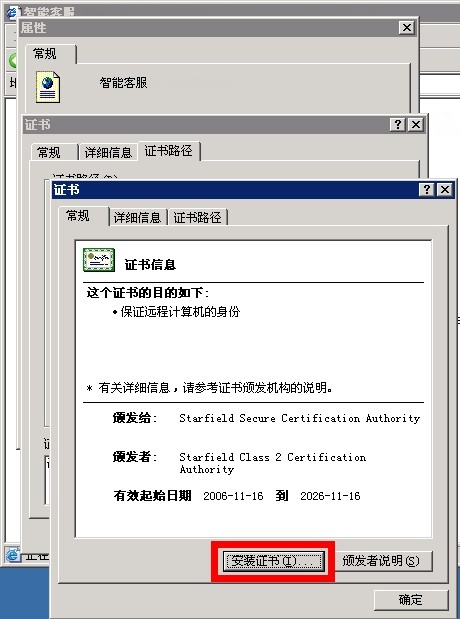 智能客服
属性
常规
智能客服
证书
常规
详细信息
证书路径
证书
常规
详细信息
证书路径
证书信息
这个证书的目的如下:
•保证远程计算机的身份
* 有关详细信息，请参考证书颁发机构的说明。
颁发给: Starfield Secure Certification Authority
颁发者: Starfield Class 2 Certification
Authority
有效起始日期 2006-11-16 到 2026-11-16
安装证书(I)...
颁发者说明(S)
确定